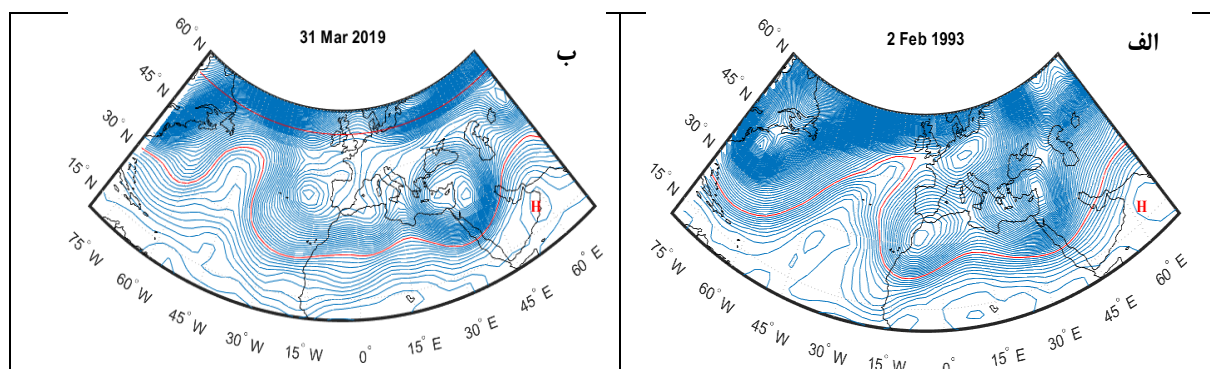 الف
2 Feb 1993
60° N
45° N
30° N
15° N
H
75° W
60° W
45° W
30° W
15° W
0°
15° E
30° E
45° E
60° E
ب
31 Mar 2019
60° N
45° N
30° N
15° N
H
75° W
60° W
45° W
30° W
15° W
0°
15° E
30° E
45° E
60° E